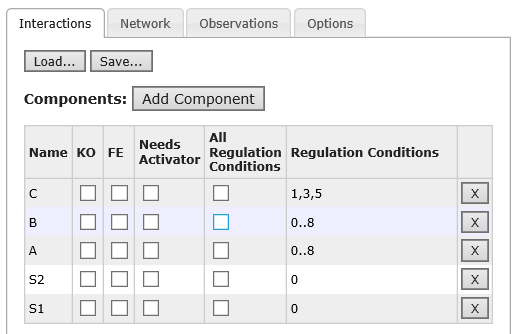 Interactions Network Observations Options
Load... Save...
Components: Add Component
Name KO FE Needs Activator All Regulation Conditions Regulation Conditions
C 1,3,5 X
B 0..8 X
A 0..8 X
S2 0 X
S1 0 X